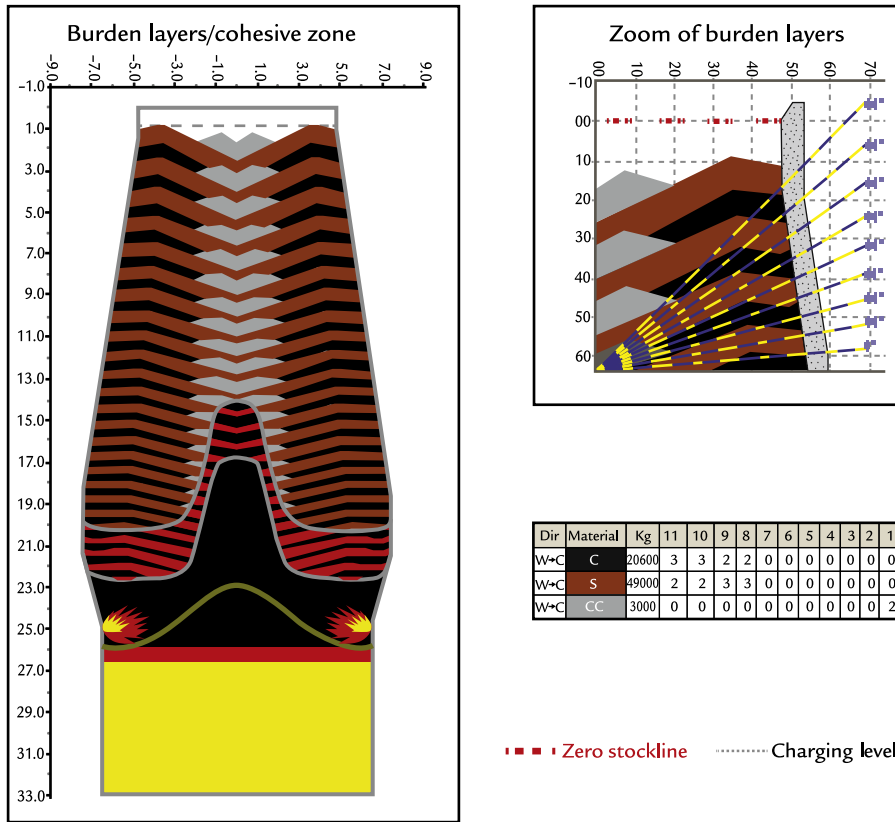 Burden layers/cohesive zone
-9.0 -7.0 -5.0 -3.0 -1.0 1.0 3.0 5.0 7.0 9.0
-1.0
1.0
3.0
5.0
7.0
9.0
11.0
13.0
15.0
17.0
19.0
21.0
23.0
25.0
27.0
29.0
31.0
33.0
Zoom of burden layers
00 10 20 30 40 50 60 70
-10
00
10
20
30
40
50
60
Dir Material Kg 11 10 9 8 7 6 5 4 3 2 1
W→C C 20600 3 3 2 2 0 0 0 0 0 0 0
W→C S 49000 2 2 3 3 0 0 0 0 0 0 0
W→C CC 3000 0 0 0 0 0 0 0 0 0 0 2
Zero stockline Charging level